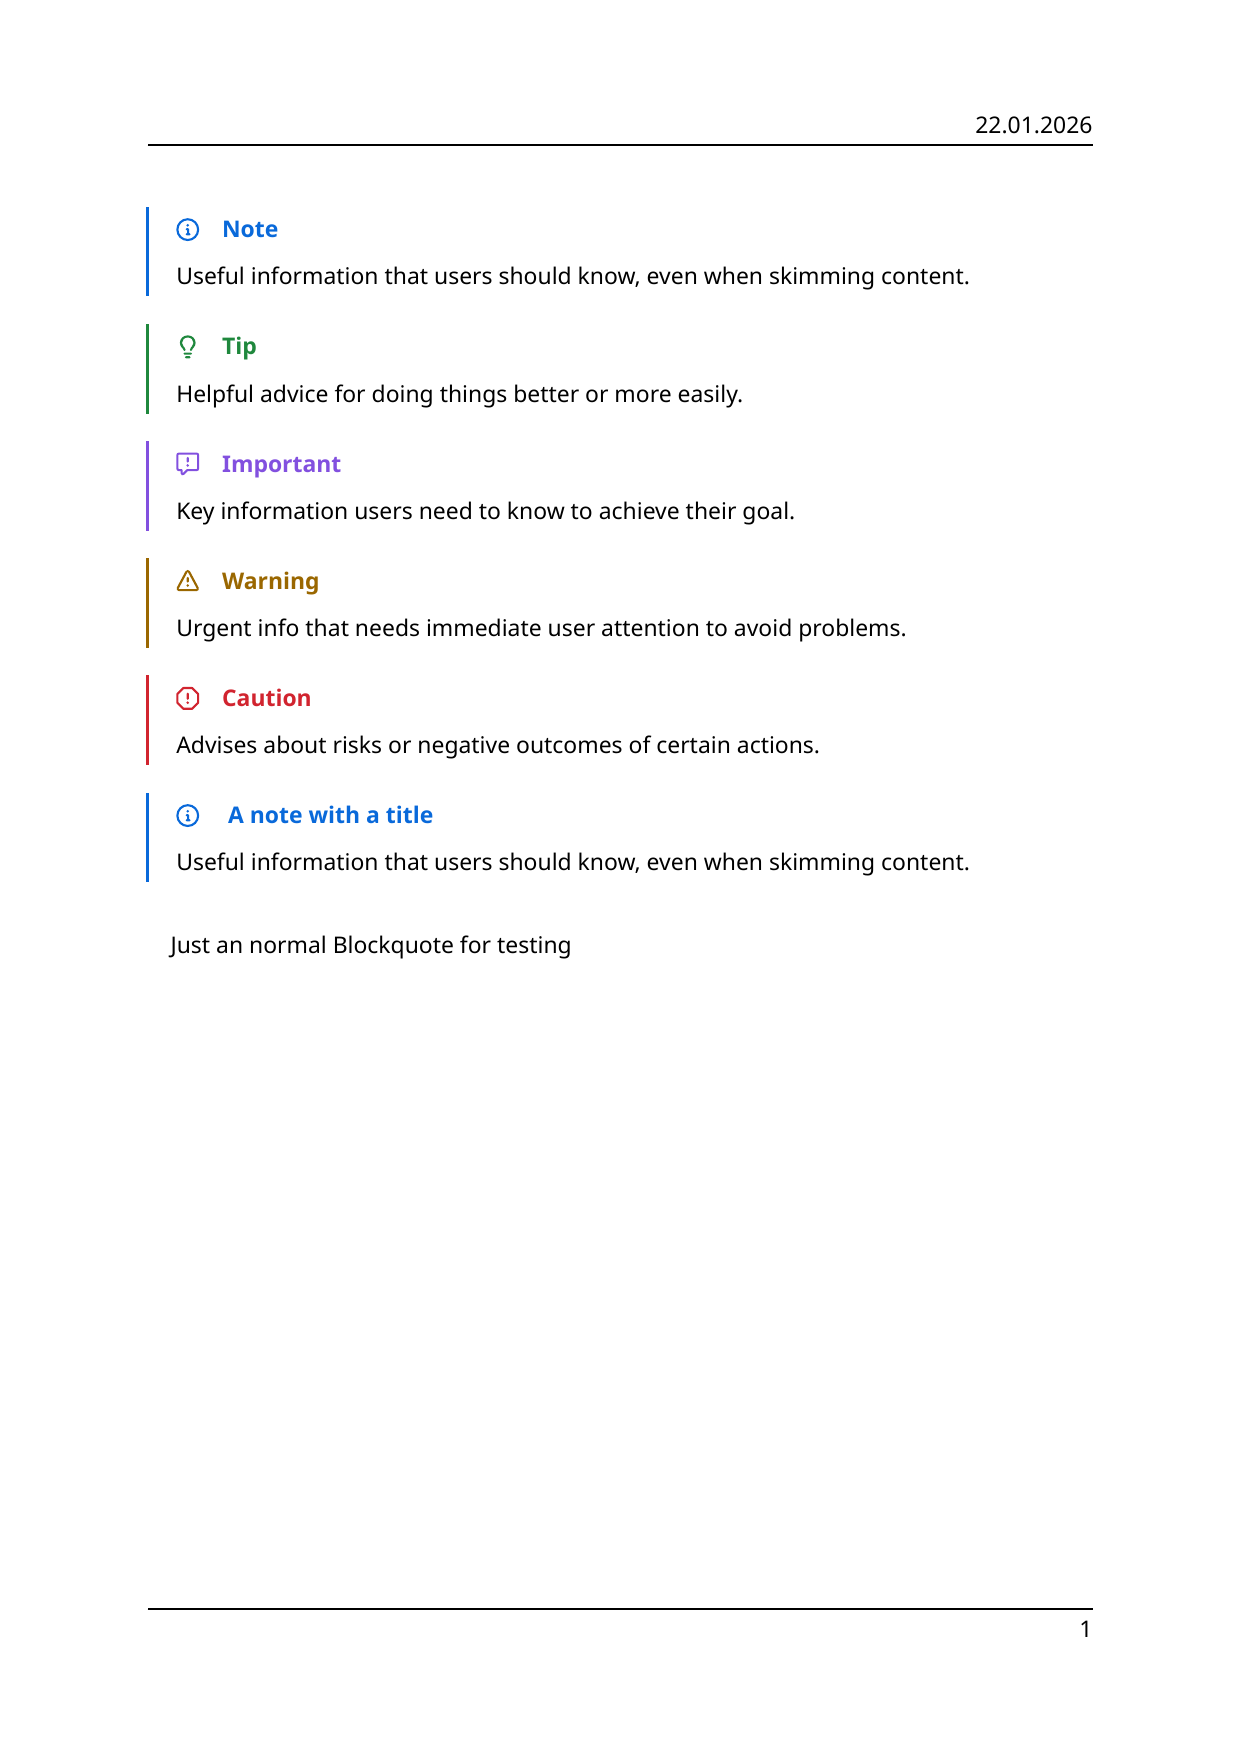 22.01.2026
Note
Useful information that users should know, even when skimming content.
Tip
Helpful advice for doing things better or more easily.
Important
Key information users need to know to achieve their goal.
Warning
Urgent info that needs immediate user attention to avoid problems.
Caution
Advises about risks or negative outcomes of certain actions.
A note with a title
Useful information that users should know, even when skimming content.
Just an normal Blockquote for testing
1